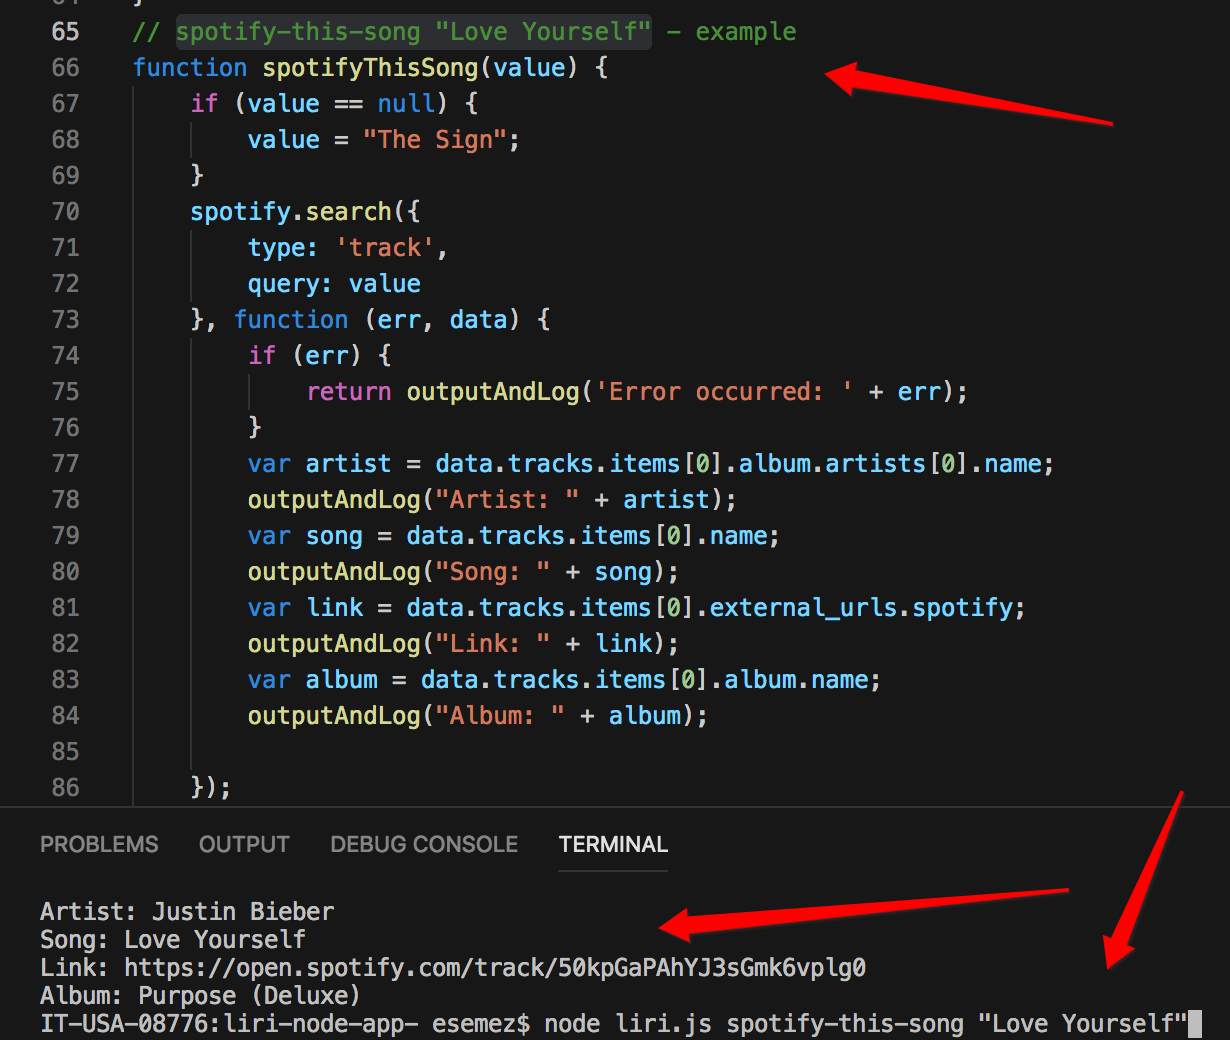 64 }
65 // spotify-this-song "Love Yourself" - example
66 function spotifyThisSong(value) {
67 if (value == null) {
68 value = "The Sign";
69 }
70 spotify.search({
71 type: 'track',
72 query: value
73 }, function (err, data) {
74 if (err) {
75 return outputAndLog('Error occurred: ' + err);
76 }
77 var artist = data.tracks.items[0].album.artists[0].name;
78 outputAndLog("Artist: " + artist);
79 var song = data.tracks.items[0].name;
80 outputAndLog("Song: " + song);
81 var link = data.tracks.items[0].external_urls.spotify;
82 outputAndLog("Link: " + link);
83 var album = data.tracks.items[0].album.name;
84 outputAndLog("Album: " + album);
85
86 });
PROBLEMS OUTPUT DEBUG CONSOLE TERMINAL
Artist: Justin Bieber
Song: Love Yourself
Link: https://open.spotify.com/track/50kpGaPAhYJ3sGmk6vplg0
Album: Purpose (Deluxe)
IT-USA-08776:liri-node-app- esemez$ node liri.js spotify-this-song "Love Yourself"